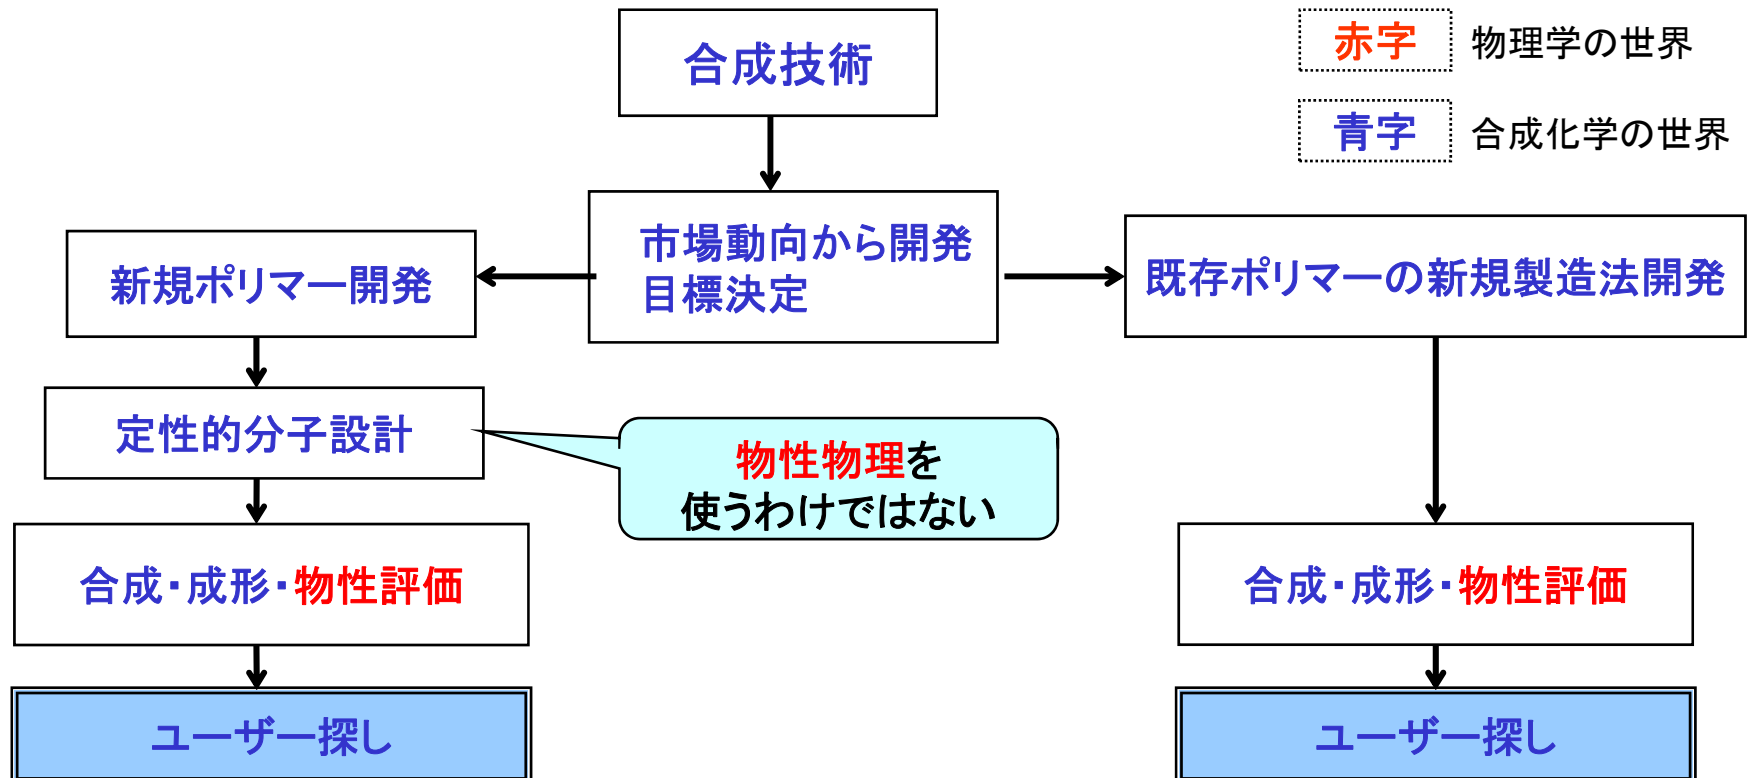 合成技術
赤字 物理学の世界
青字 合成化学の世界
市場動向から開発
目標決定
新規ポリマー開発
既存ポリマーの新規製造法開発
定性的分子設計
物性物理を
使うわけではない
合成・成形・物性評価
合成・成形・物性評価
ユーザー探し
ユーザー探し